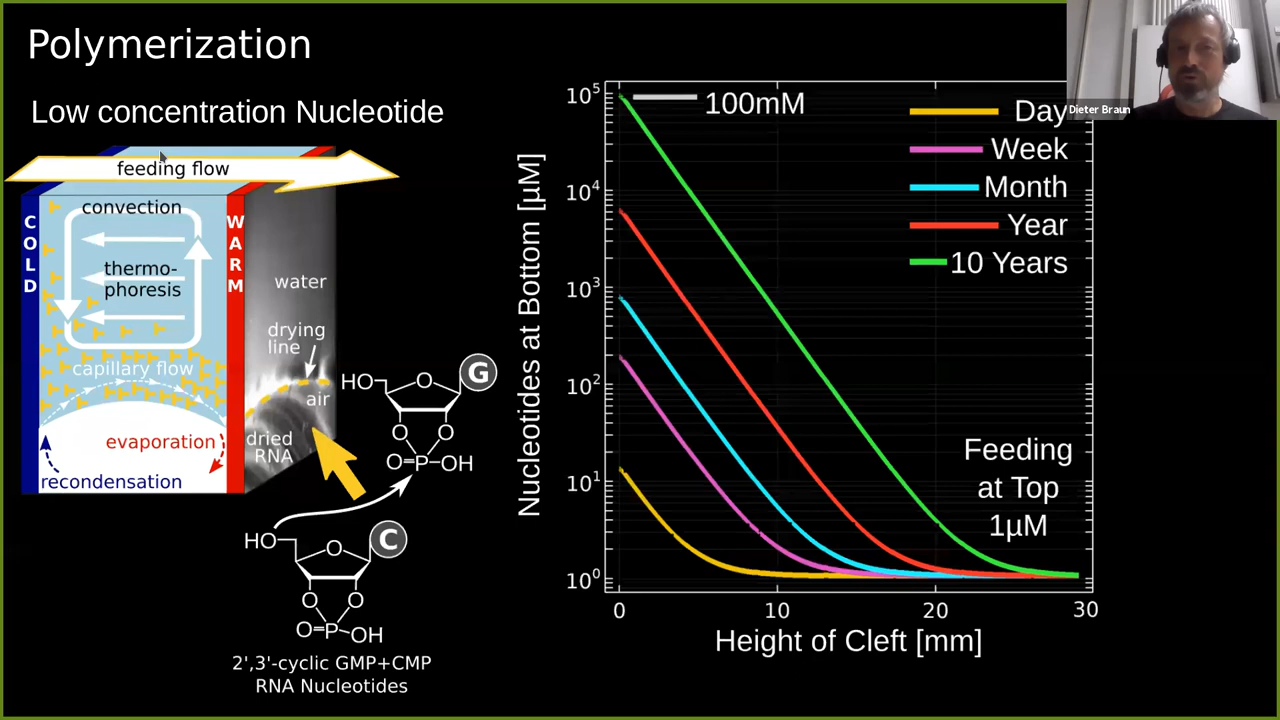 Polymerization
Low concentration Nucleotide
feeding flow
COLD
convection
thermo-
phoresis
WARM
water
drying
line
capillary flow
air
evaporation
dried
RNA
recondensation
HO
G
O
O
O
O=P-OH
HO
C
O
O
O
O=P-OH
2',3'-cyclic GMP+CMP
RNA Nucleotides
Nucleotides at Bottom [µM]
10⁵
10⁴
10³
10²
10¹
10⁰
100mM
Day
Week
Month
Year
10 Years
Feeding
at Top
1µM
0
10
20
30
Height of Cleft [mm]
Dieter Braun